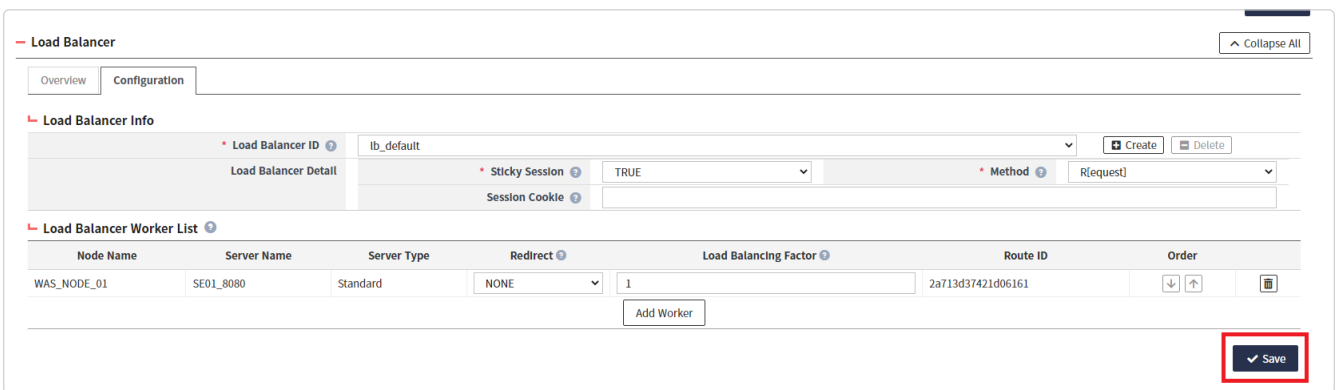 Load Balancer
Collapse All
Overview Configuration
Load Balancer Info
* Load Balancer ID ? lb_default Create Delete
Load Balancer Detail * Sticky Session ? TRUE * Method ? R[equest]
Session Cookie ?
Load Balancer Worker List ?
Node Name Server Name Server Type Redirect ? Load Balancing Factor ? Route ID Order
WAS_NODE_01 SE01_8080 Standard NONE 1 2a713d37421d06161
Add Worker
Save